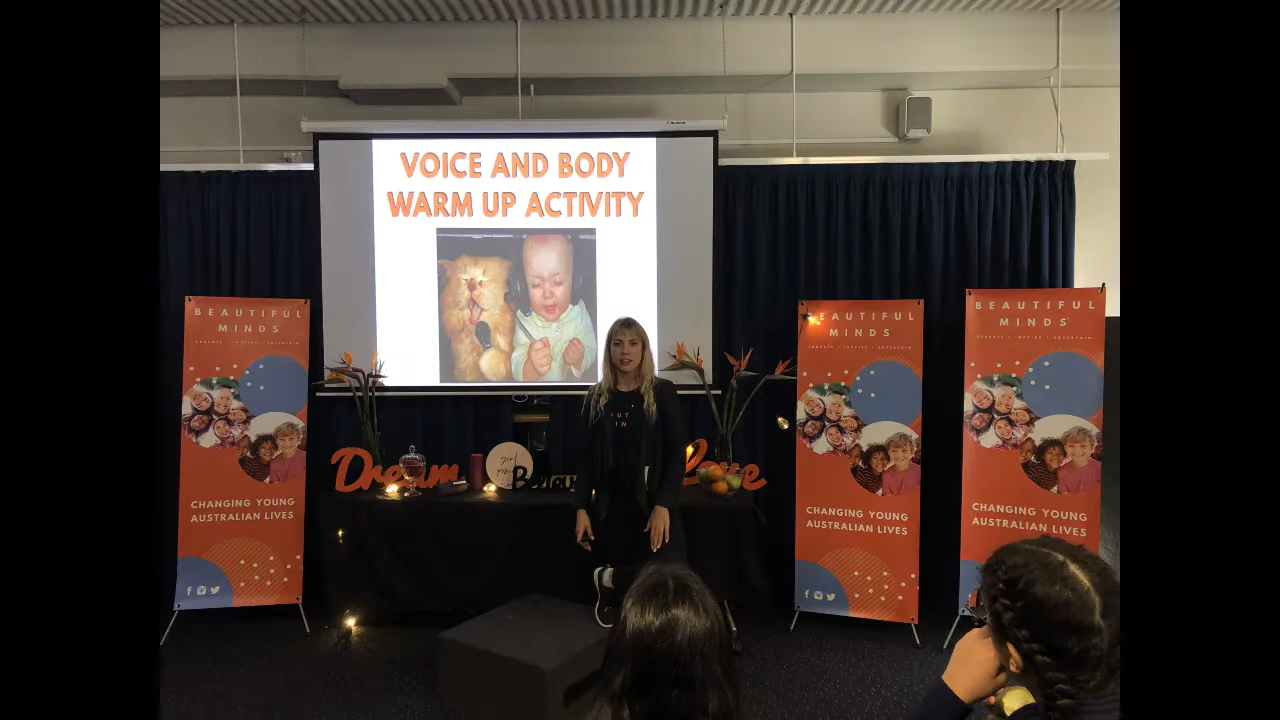 VOICE AND BODY
WARM UP ACTIVITY
BEAUTIFUL
MINDS
CHANGING YOUNG
AUSTRALIAN LIVES
BEAUTIFUL
MINDS
CHANGING YOUNG
AUSTRALIAN LIVES
BEAUTIFUL
MINDS
CHANGING YOUNG
AUSTRALIAN LIVES
Dream
Love